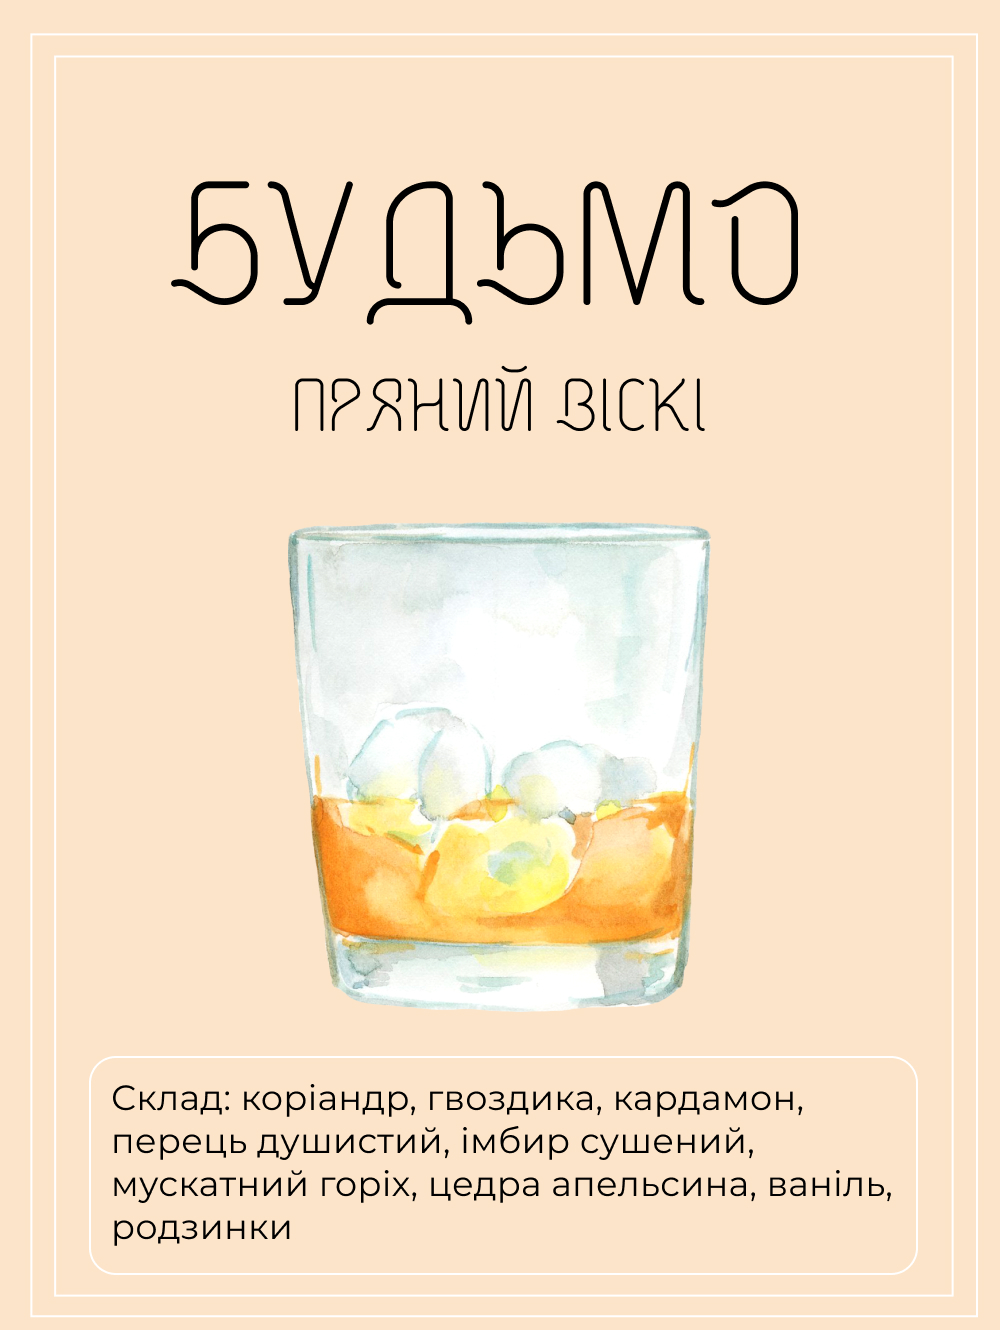 БУДЬМО
ПРЯНИЙ ВІСКІ
Склад: коріандр, гвоздика, кардамон,
перець душистий, імбир сушений,
мускатний горіх, цедра апельсина, ваніль,
родзинки